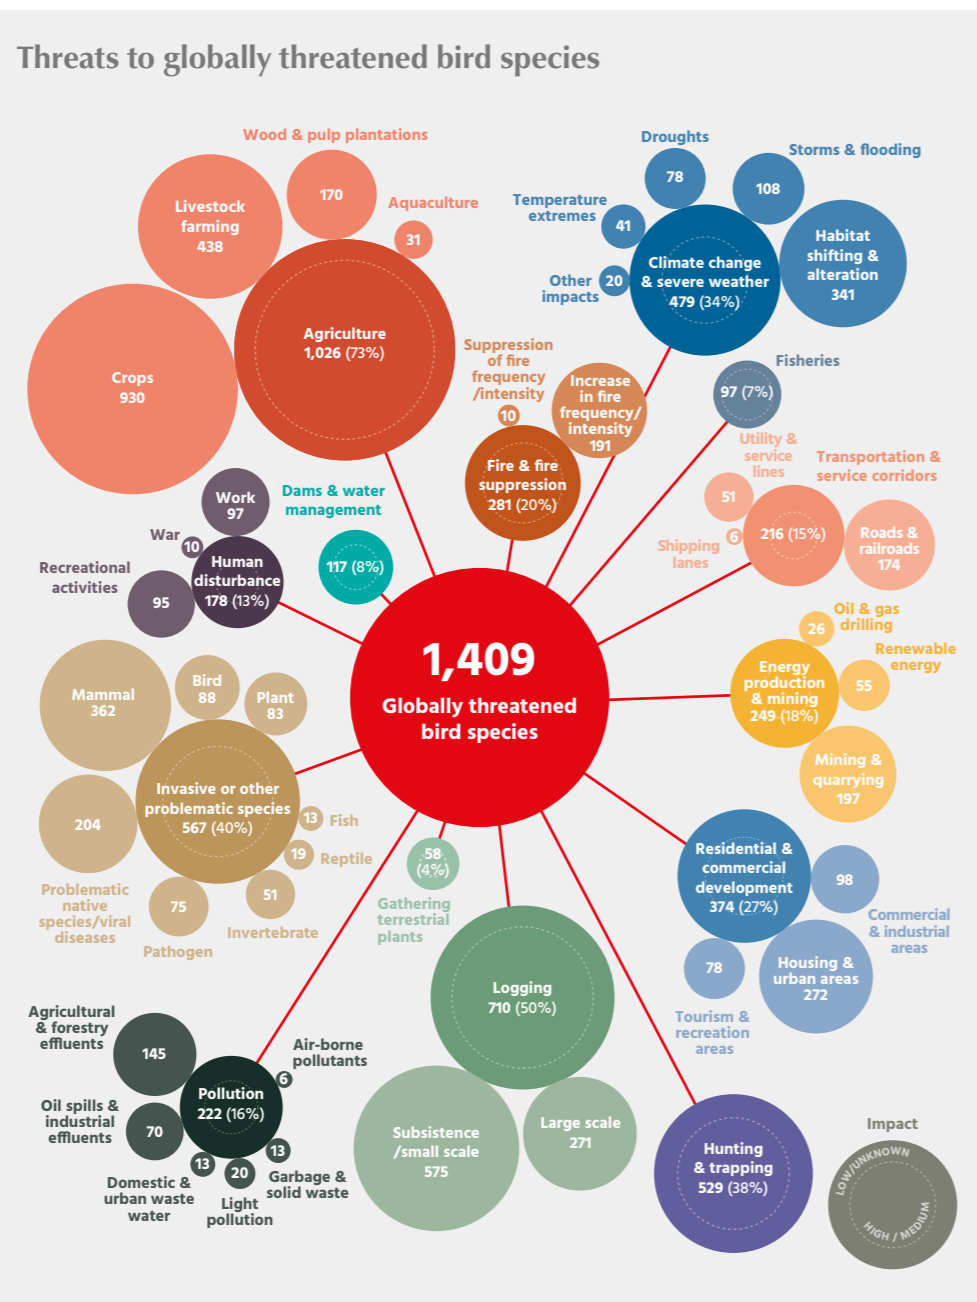 Threats to globally threatened bird species
Wood & pulp plantations
170
Livestock
farming
438
Aquaculture
31
Agriculture
1,026 (73%)
Crops
930
Droughts
78
Storms & flooding
108
Temperature
extremes
41
Habitat
shifting &
alteration
341
Climate change
& severe weather
479 (34%)
Other
impacts
20
Suppression
of fire
frequency
/intensity
10
Increase
in fire
frequency/
intensity
191
Fire & fire
suppression
281 (20%)
Fisheries
97 (7%)
Utility &
service
lines
51
Transportation &
service corridors
216 (15%)
Shipping
lanes
6
Roads &
railroads
174
Work
97
War
10
Recreational
activities
95
Human
disturbance
178 (13%)
Dams & water
management
117 (8%)
1,409
Globally threatened
bird species
Oil & gas
drilling
26
Renewable
energy
55
Energy
production
& mining
249 (18%)
Mining &
quarrying
197
Mammal
362
Bird
88
Plant
83
Invasive or other
problematic species
567 (40%)
13
Fish
19
Reptile
204
Problematic
native
species/viral
diseases
75
Pathogen
51
Invertebrate
58
(4%)
Gathering
terrestrial
plants
Residential &
commercial
development
374 (27%)
98
Commercial
& industrial
areas
78
Tourism &
recreation
areas
Housing &
urban areas
272
Logging
710 (50%)
Subsistence
/small scale
575
Large scale
271
Agricultural
& forestry
effluents
145
Air-borne
pollutants
6
Pollution
222 (16%)
Oil spills &
industrial
effluents
70
13
Domestic &
urban waste
water
20
Light
pollution
13
Garbage &
solid waste
Hunting
& trapping
529 (38%)
Impact
LOW/UNKNOWN
HIGH / MEDIUM